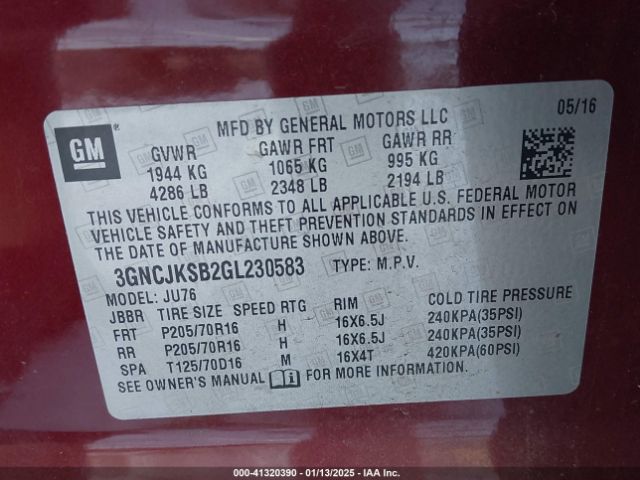 05/16
GM
MFD BY GENERAL MOTORS LLC
GVWR GAWR FRT GAWR RR
1944 KG 1065 KG 995 KG
4286 LB 2348 LB 2194 LB
THIS VEHICLE CONFORMS TO ALL APPLICABLE U.S. FEDERAL MOTOR
VEHICLE SAFETY AND THEFT PREVENTION STANDARDS IN EFFECT ON
THE DATE OF MANUFACTURE SHOWN ABOVE.
3GNCJKSB2GL230583 TYPE: M.P.V.
MODEL: JU76
JBBR TIRE SIZE SPEED RTG RIM COLD TIRE PRESSURE
FRT P205/70R16 H 16X6.5J 240KPA(35PSI)
RR P205/70R16 H 16X6.5J 240KPA(35PSI)
SPA T125/70D16 M 16X4T 420KPA(60PSI)
SEE OWNER'S MANUAL FOR MORE INFORMATION.
000-41320390 - 01/13/2025 - IAA Inc.